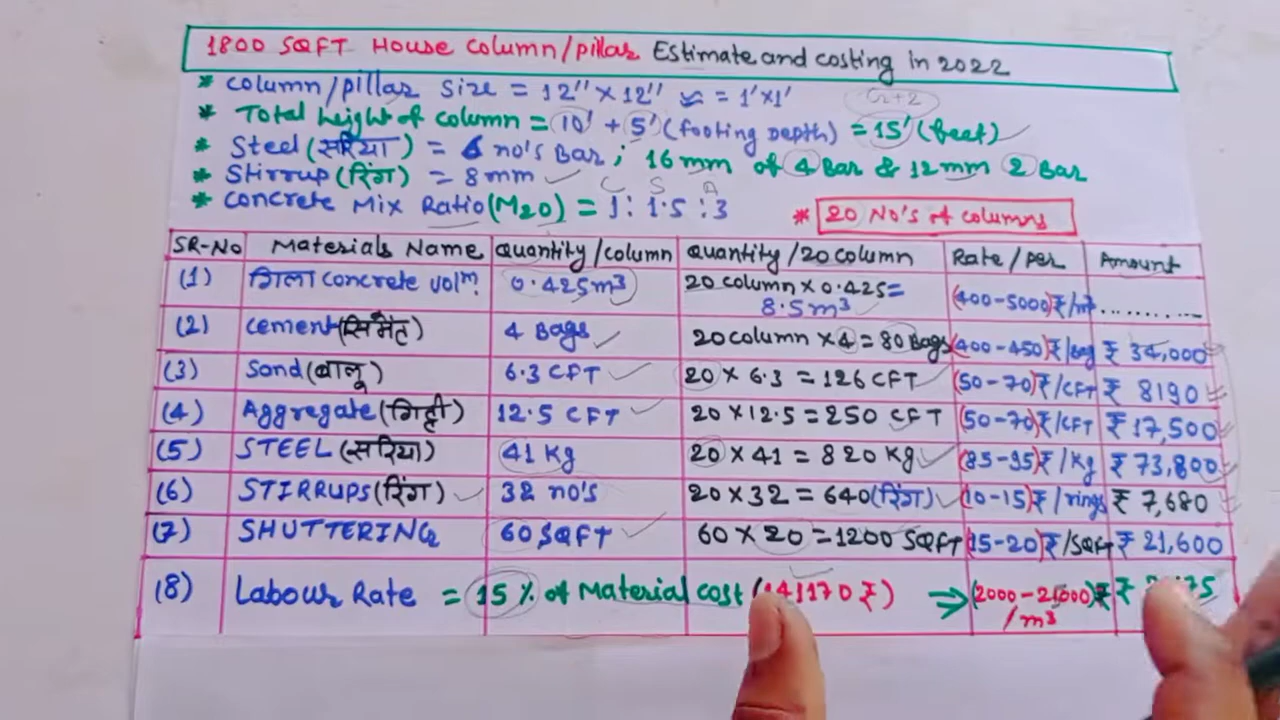 1800 SQFT House Column/pillar Estimate and costing in 2022
* Column/pillar Size = 12" × 12" = 1'×1'
G+2
* Total height of column = 10' + 5' (footing Depth) = 15' (feet)
* Steel (सरिया) = 6 no's Bar; 16 mm of 4 Bar & 12 mm 2 Bar
* Stirrup (रिंग) = 8 mm
C S A
* Concrete Mix Ratio (M20) = 1 : 1.5 : 3
* 20 No's of columns
SR-No Materials Name Quantity/column Quantity/20 column Rate/per Amount
(1) गिला concrete volm. 0.425m³ 20 column × 0.425 = 8.5m³ (400-5000)₹/m³ ..........
(2) cement (सिमेंट) 4 Bags 20 column × 4 = 80 Bags (400-450)₹/bag ₹ 34,000
(3) Sand (बालू) 6.3 CFT 20 × 6.3 = 126 CFT (50-70)₹/CFT ₹ 8190
(4) Aggregate (गिट्टी) 12.5 CFT 20 × 12.5 = 250 CFT (50-70)₹/CFT ₹ 17,500
(5) STEEL (सरिया) 41 Kg 20 × 41 = 820 Kg (85-95)₹/Kg ₹ 73,800
(6) STIRRUPS (रिंग) 32 no's 20 × 32 = 640 (रिंग) (10-15)₹/rings ₹ 7,680
(7) SHUTTERING 60 SQFT 60 × 20 = 1200 SQFT (15-20)₹/SQFT ₹ 21,600
(8) Labour Rate = 15 % of Material cost ( ₹) → ₹/m³ ₹